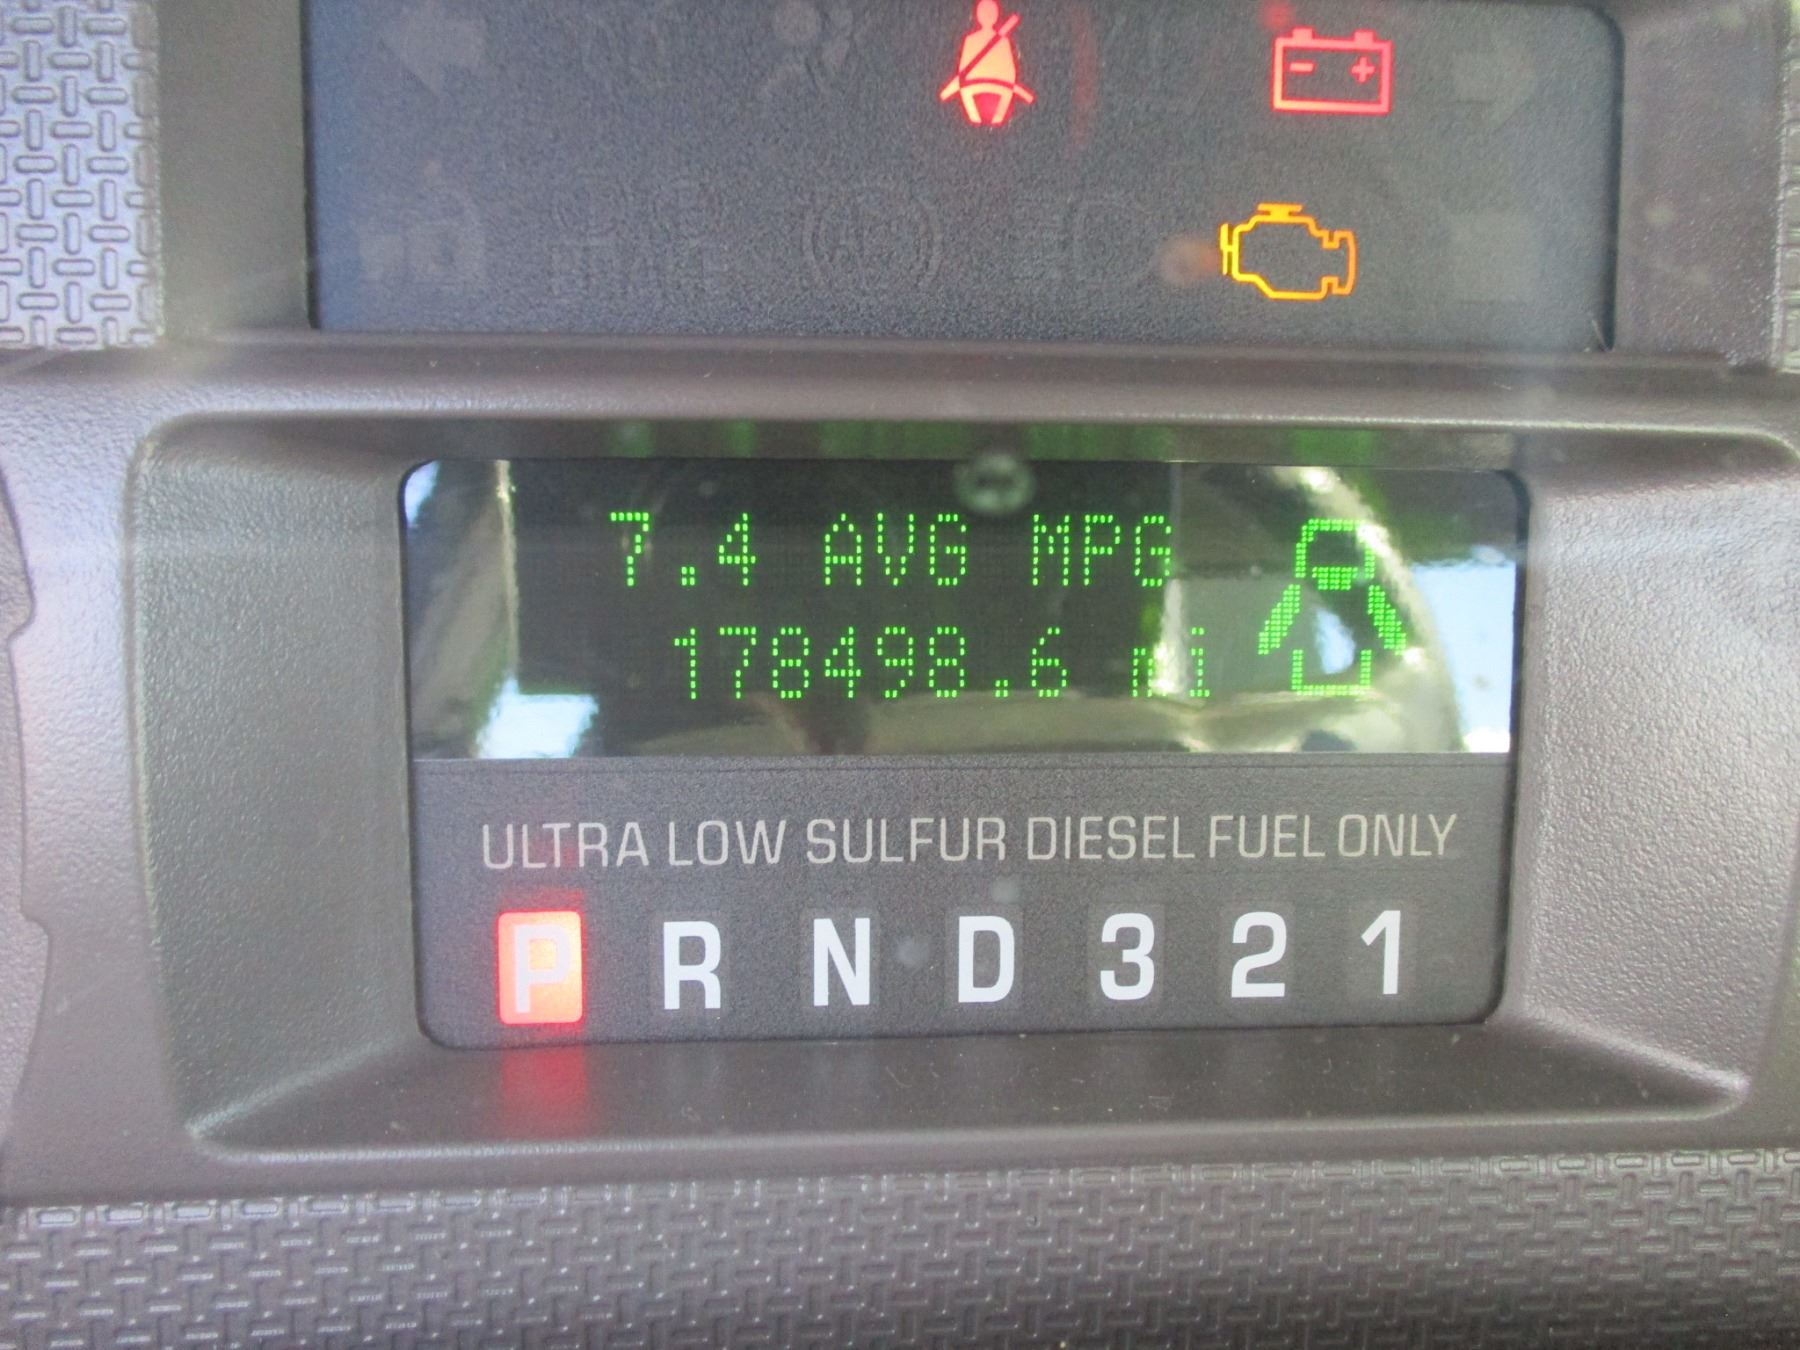 7.4 AVG MPG
178498.6 mi
ULTRA LOW SULFUR DIESEL FUEL ONLY
P R N D 3 2 1